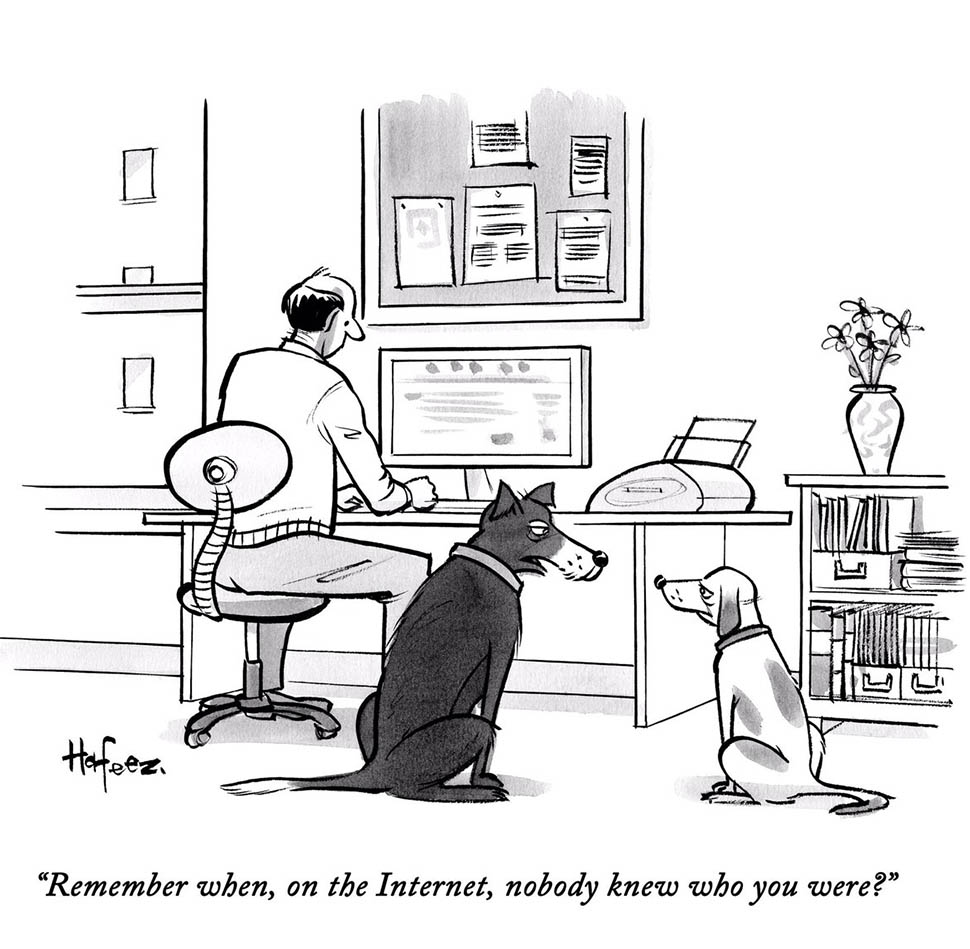 Hafeez.
“Remember when, on the Internet, nobody knew who you were?”